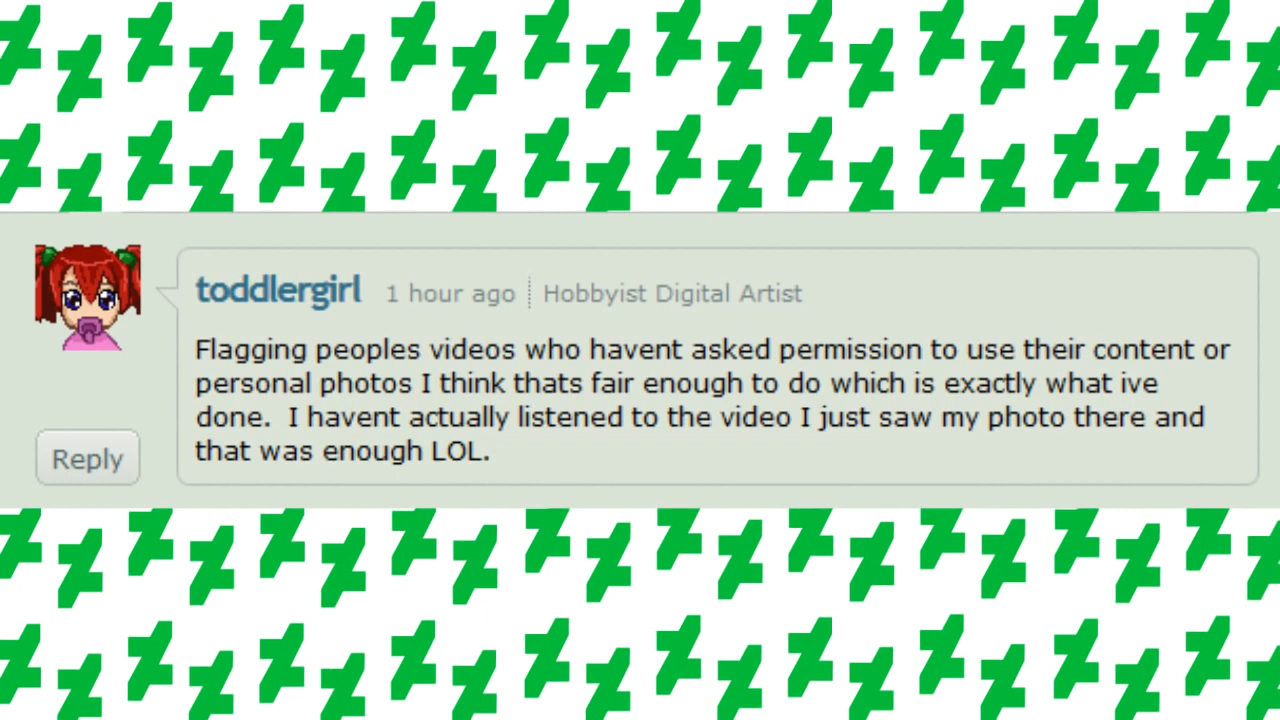 toddlergirl 1 hour ago Hobbyist Digital Artist
Flagging peoples videos who havent asked permission to use their content or
personal photos I think thats fair enough to do which is exactly what ive
done.  I havent actually listened to the video I just saw my photo there and
that was enough LOL.
Reply